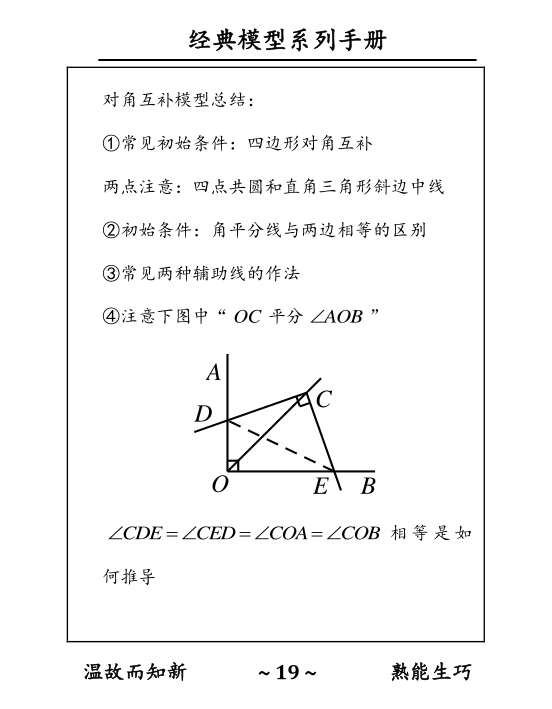 经典模型系列手册
对角互补模型总结：
①常见初始条件：四边形对角互补
两点注意：四点共圆和直角三角形斜边中线
②初始条件：角平分线与两边相等的区别
③常见两种辅助线的作法
④注意下图中“ OC 平分 ∠AOB ”
A
D
C
O
E
B
∠CDE = ∠CED = ∠COA = ∠COB 相等是如
何推导
温故而知新 ~ 19 ~ 熟能生巧